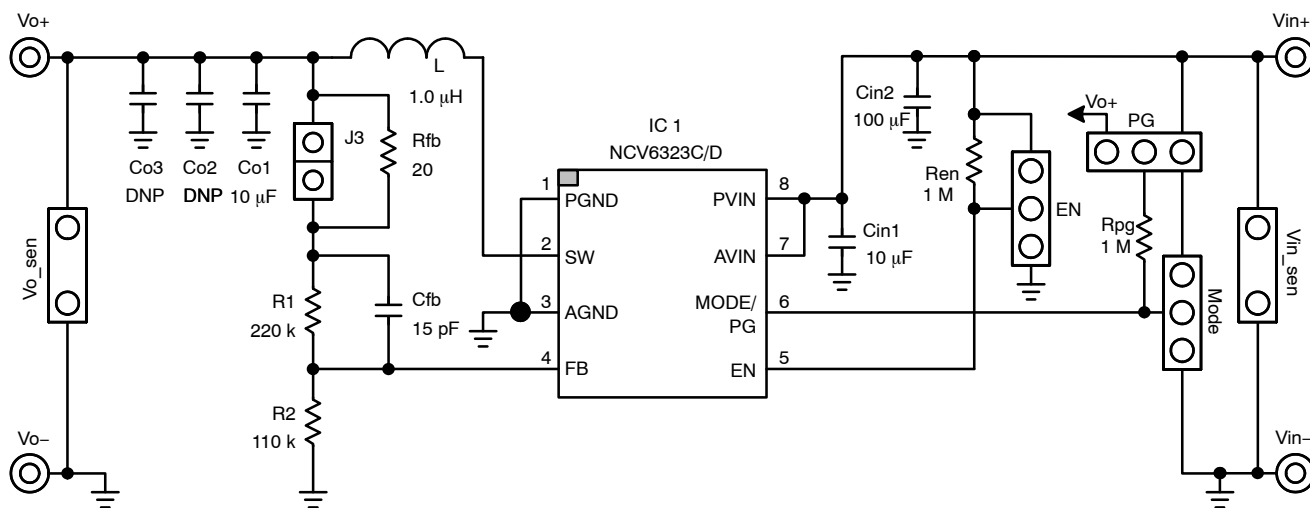 Vo+
Vin+
L
1.0 μH
Cin2
100 μF
Vo+
PG
J3
Rfb
20
IC 1
NCV6323C/D
Co3
DNP
Co2
DNP
Co1
10 μF
Ren
1 M
EN
Rpg
1 M
1
PGND
PVIN
8
2
SW
AVIN
7
Cin1
10 μF
3
AGND
MODE/
PG
6
4
FB
EN
5
Vo_sen
Vin_sen
Mode
R1
220 k
Cfb
15 pF
R2
110 k
Vo−
Vin−